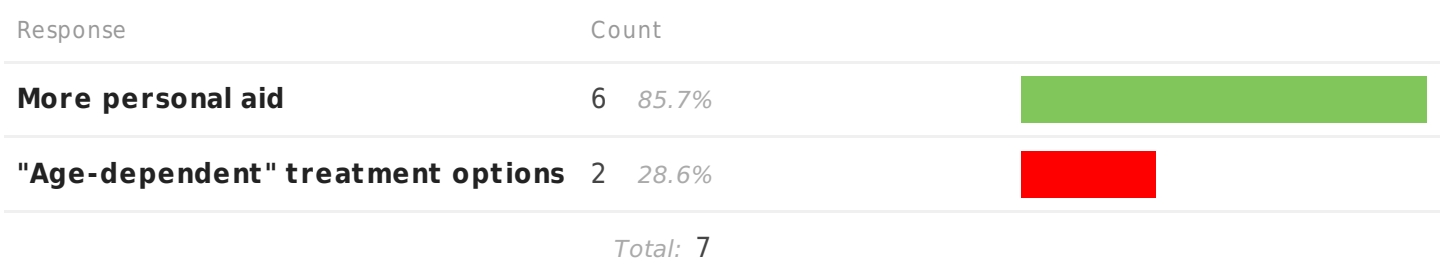 Response Count
More personal aid 6 85.7%
"Age-dependent" treatment options 2 28.6%
Total: 7